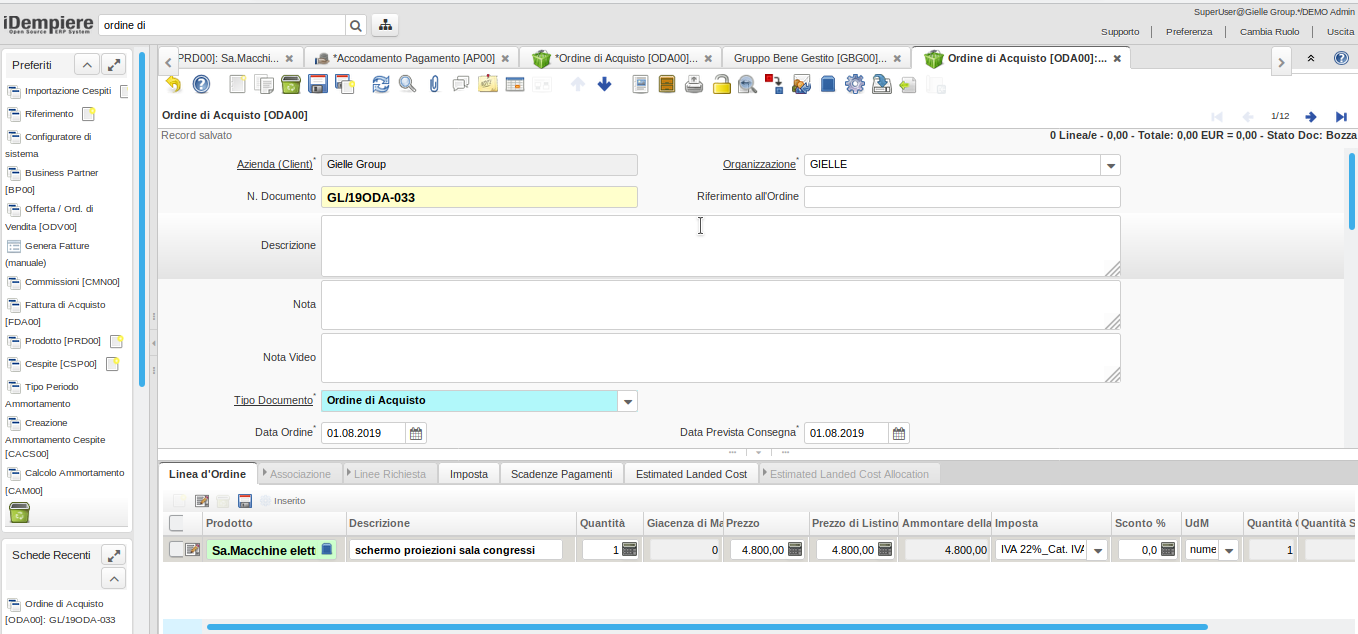 SuperUser@Gielle Group.*/DEMO Admin
iDempiere
Open Source ERP System
ordine di
Supporto
Preferenza
Cambia Ruolo
Uscita
Preferiti
Importazione Cespiti
Riferimento
Configuratore di
sistema
Business Partner
[BP00]
Offerta / Ord. di
Vendita [ODV00]
Genera Fatture
(manuale)
Commissioni [CMN00]
Fattura di Acquisto
[FDA00]
Prodotto [PRD00]
Cespite [CSP00]
Tipo Periodo
Ammortamento
Creazione
Ammortamento Cespite
[CACS00]
Calcolo Ammortamento
[CAM00]
Schede Recenti
Ordine di Acquisto
[ODA00]: GL/19ODA-033
PRD00]: Sa.Macchi...
*Accodamento Pagamento [AP00]
*Ordine di Acquisto [ODA00]...
Gruppo Bene Gestito [GBG00]...
Ordine di Acquisto [ODA00]:...
Ordine di Acquisto [ODA00]
1/12
Record salvato
0 Linea/e - 0,00 - Totale: 0,00 EUR = 0,00 - Stato Doc: Bozza
Azienda (Client)*
Gielle Group
Organizzazione*
GIELLE
N. Documento
GL/19ODA-033
Riferimento all'Ordine
Descrizione
Nota
Nota Video
Tipo Documento*
Ordine di Acquisto
Data Ordine*
01.08.2019
Data Prevista Consegna*
01.08.2019
Linea d'Ordine
Associazione
Linee Richiesta
Imposta
Scadenze Pagamenti
Estimated Landed Cost
Estimated Landed Cost Allocation
Inserito
Prodotto
Descrizione
Quantità
Giacenza di Ma
Prezzo
Prezzo di Listino
Ammontare della
Imposta
Sconto %
UdM
Quantità
Quantità S
Sa.Macchine elett
schermo proiezioni sala congressi
1
0
4.800,00
4.800,00
4.800,00
IVA 22%_Cat. IVA
0,0
nume
1